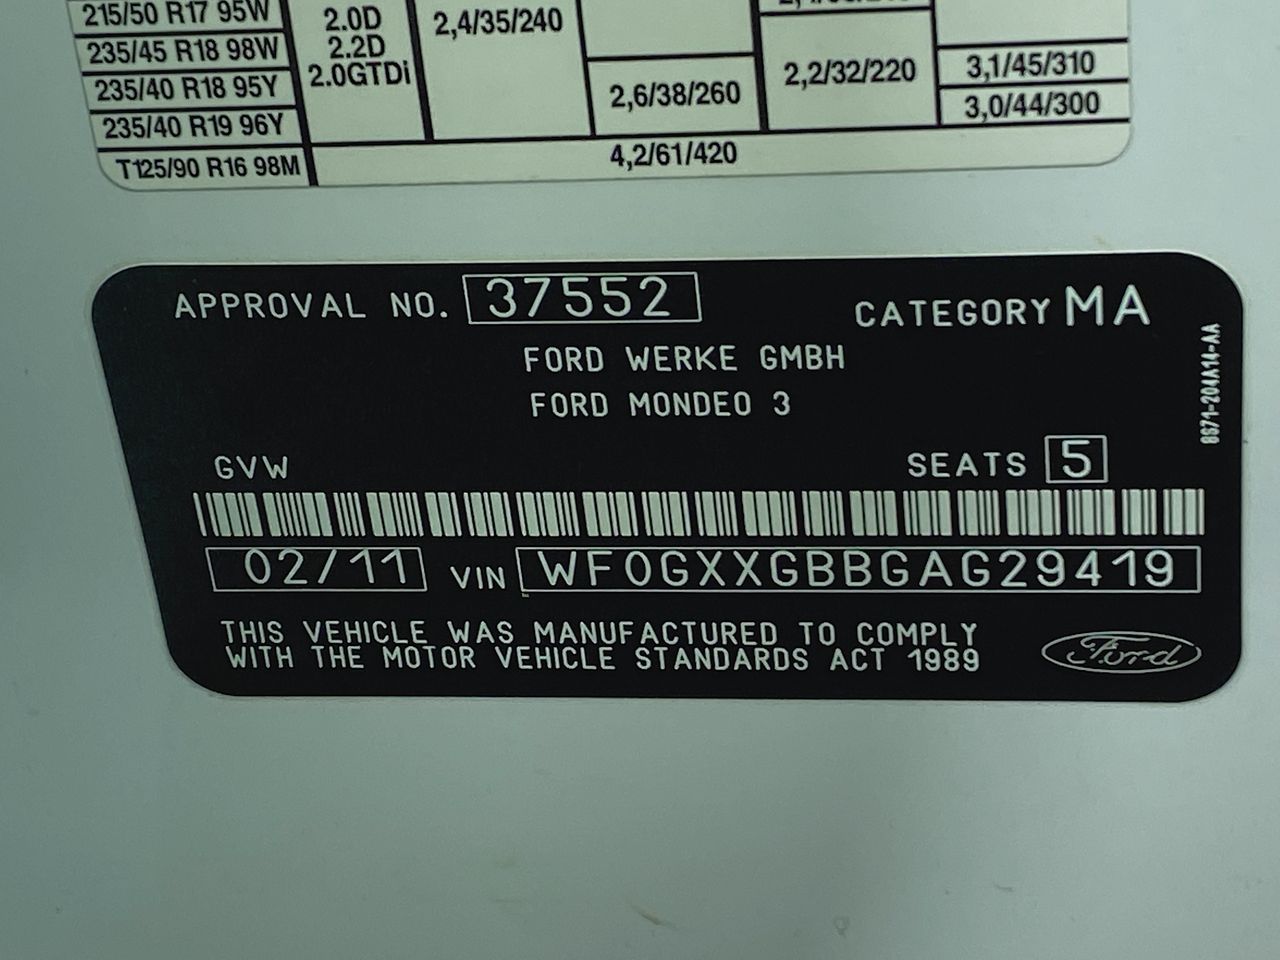 215/50 R17 95W
235/45 R18 98W
235/40 R18 95Y
235/40 R19 96Y
T125/90 R16 98M
2.0D
2.2D
2.0GTDi
2,4/35/240
2,6/38/260
2,2/32/220
3,1/45/310
3,0/44/300
4,2/61/420
APPROVAL NO. 37552
CATEGORY MA
FORD WERKE GMBH
FORD MONDEO 3
8S71-204A14-AA
GVW
SEATS 5
02/11 VIN WF0GXXGBBGAG29419
THIS VEHICLE WAS MANUFACTURED TO COMPLY
WITH THE MOTOR VEHICLE STANDARDS ACT 1989
Ford